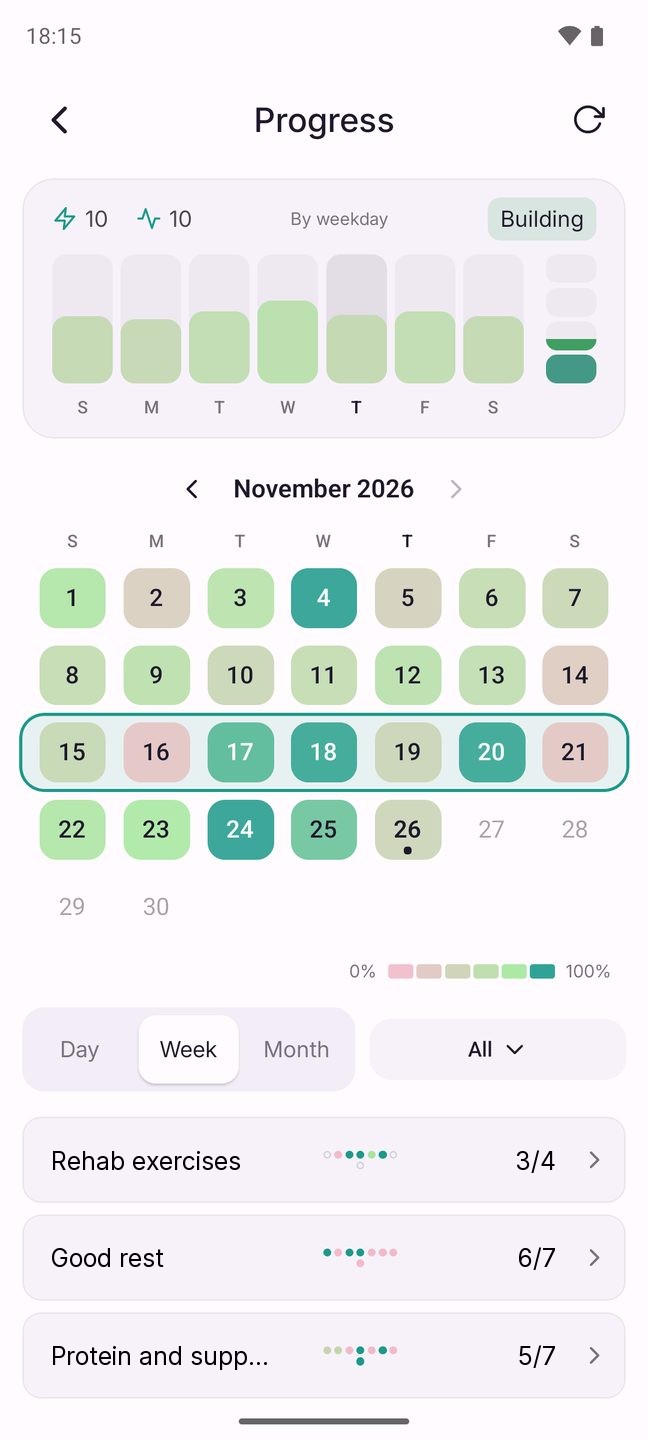 18:15
Progress
10 10 By weekday Building
S M T W T F S
November 2026
S M T W T F S
1 2 3 4 5 6 7
8 9 10 11 12 13 14
15 16 17 18 19 20 21
22 23 24 25 26 27 28
29 30
0% 100%
Day Week Month All
Rehab exercises 3/4
Good rest 6/7
Protein and supp... 5/7